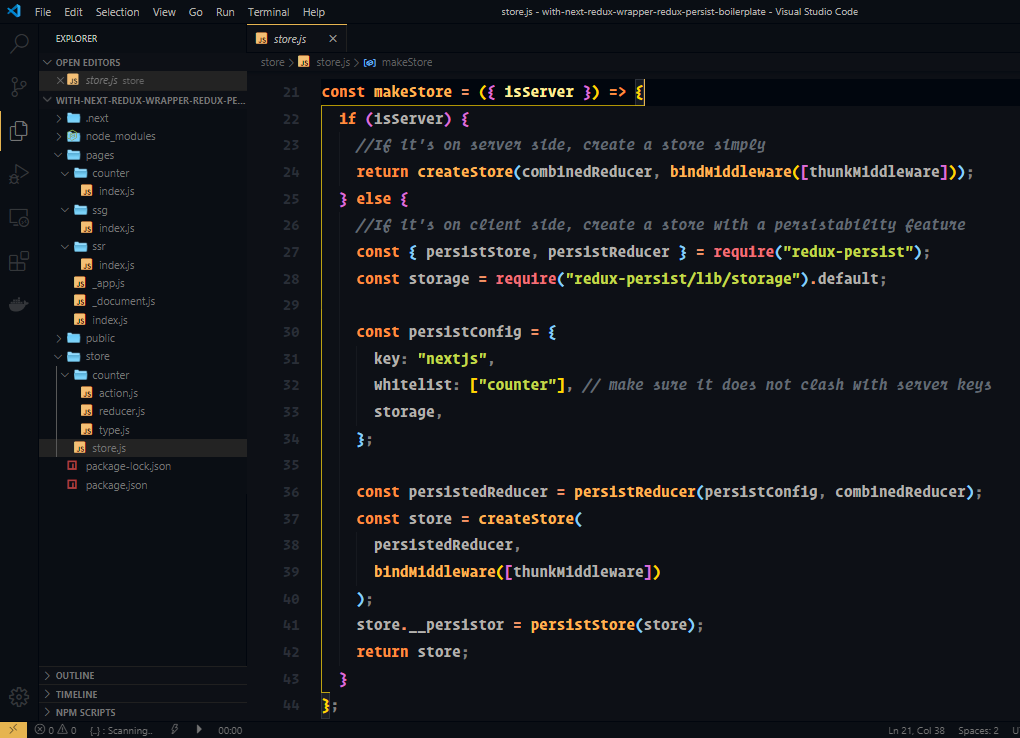 File Edit Selection View Go Run Terminal Help store.js - with-next-redux-wrapper-redux-persist-boilerplate - Visual Studio Code
EXPLORER
OPEN EDITORS
JS store.js store
WITH-NEXT-REDUX-WRAPPER-REDUX-PE...
.next
node_modules
pages
counter
JS index.js
ssg
JS index.js
ssr
JS index.js
JS _app.js
JS _document.js
JS index.js
public
store
counter
JS action.js
JS reducer.js
JS type.js
JS store.js
package-lock.json
package.json
OUTLINE
TIMELINE
NPM SCRIPTS
JS store.js
store > JS store.js > makeStore
21 const makeStore = ({ isServer }) => {
22 if (isServer) {
23 //If it's on server side, create a store simply
24 return createStore(combinedReducer, bindMiddleware([thunkMiddleware]));
25 } else {
26 //If it's on client side, create a store with a persistability feature
27 const { persistStore, persistReducer } = require("redux-persist");
28 const storage = require("redux-persist/lib/storage").default;
29
30 const persistConfig = {
31 key: "nextjs",
32 whitelist: ["counter"], // make sure it does not clash with server keys
33 storage,
34 };
35
36 const persistedReducer = persistReducer(persistConfig, combinedReducer);
37 const store = createStore(
38 persistedReducer,
39 bindMiddleware([thunkMiddleware])
40 );
41 store.__persistor = persistStore(store);
42 return store;
43 }
44 };
0 0 {..} : Scanning.. 00:00 Ln 21, Col 38 Spaces: 2 U